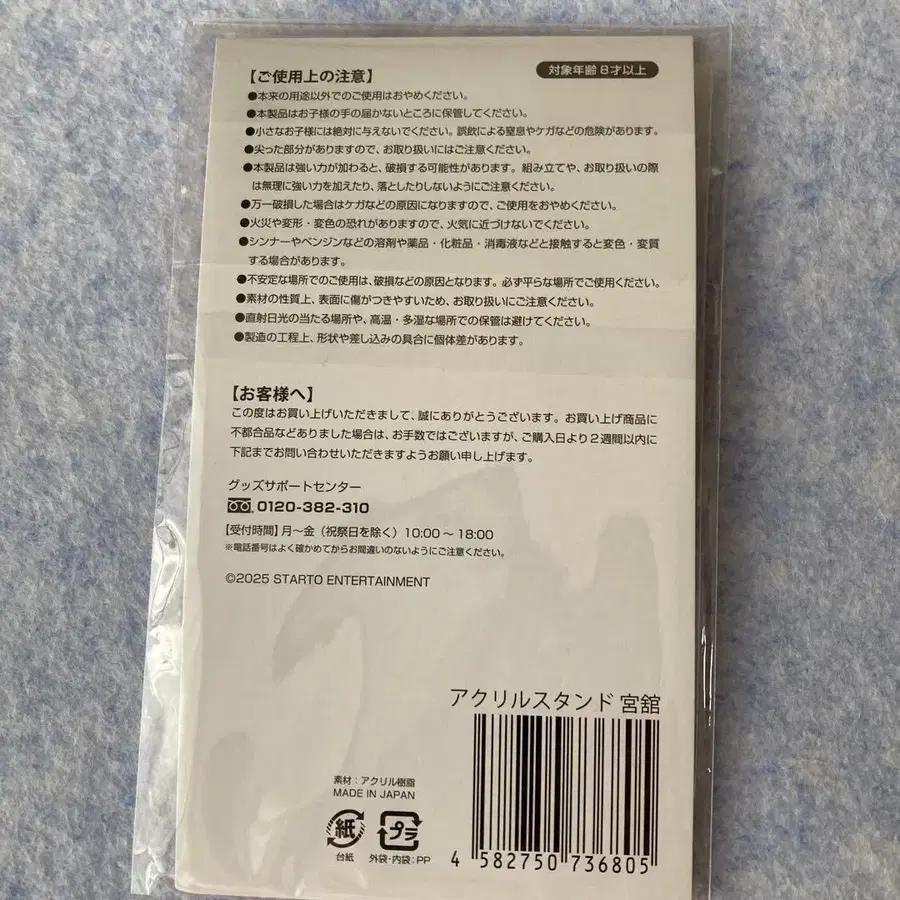 【ご使用上の注意】
対象年齢8才以上
●本来の用途以外でのご使用はおやめください。
●本製品はお子様の手の届かないところに保管してください。
●小さなお子様には絶対に与えないでください。誤飲による窒息やケガなどの危険があります。
●尖った部分がありますので、お取り扱いにはご注意ください。
●本製品は強い力が加わると、破損する可能性があります。組み立てや、お取り扱いの際
は無理に強い力を加えたり、落としたりしないようにご注意ください。
●万一破損した場合はケガなどの原因になりますので、ご使用をおやめください。
●火災や変形・変色の恐れがありますので、火気に近づけないでください。
●シンナーやベンジンなどの溶剤や薬品・化粧品・消毒液などと接触すると変色・変質
する場合があります。
●不安定な場所でのご使用は、破損などの原因となります。必ず平らな場所でご使用ください。
●素材の性質上、表面に傷がつきやすいため、お取り扱いにご注意ください。
●直射日光の当たる場所や、高温・多湿な場所での保管は避けてください。
●製造の工程上、形状や差し込みの具合に個体差があります。
【お客様へ】
この度はお買い上げいただきまして、誠にありがとうございます。お買い上げ商品に
不都合品などありました場合は、お手数ではございますが、ご購入日より2週間以内に
下記までお問い合わせいただきますようお願い申し上げます。
グッズサポートセンター
0120-382-310
【受付時間】月〜金（祝祭日を除く）10:00〜18:00
※電話番号はよく確かめてからお間違いのないようにご注意ください。
©2025 STARTO ENTERTAINMENT
アクリルスタンド 宮舘
素材：アクリル樹脂
MADE IN JAPAN
紙
プラ
台紙
外袋・内袋:PP
4 582750 736805